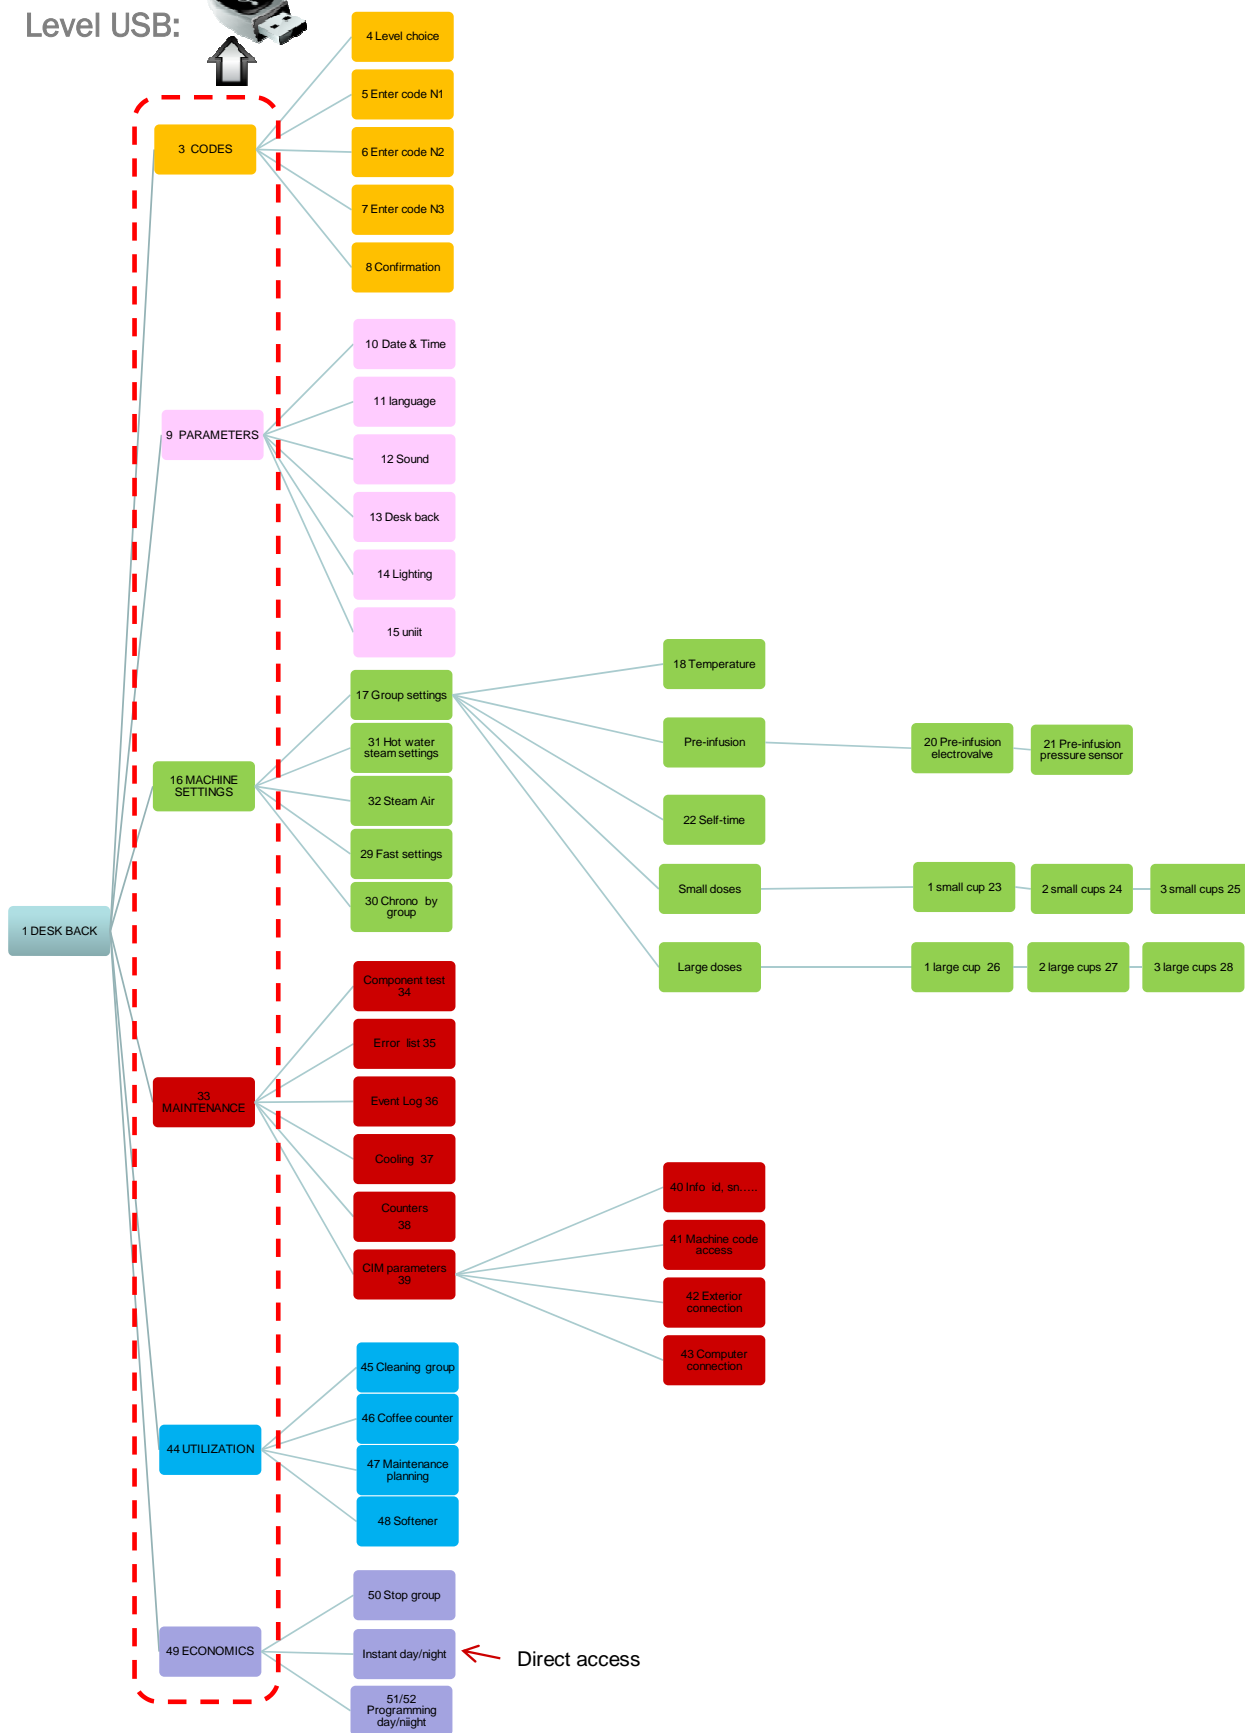 Level USB:
4 Level choice
5 Enter code N1
3 CODES
6 Enter code N2
7 Enter code N3
8 Confirmation
10 Date & Time
11 language
9 PARAMETERS
12 Sound
13 Desk back
14 Lighting
15 uniit
18 Temperature
17 Group settings
31 Hot water
steam settings
Pre-infusion
20 Pre-infusion
electrovalve
21 Pre-infusion
pressure sensor
16 MACHINE
SETTINGS
32 Steam Air
22 Self-time
29 Fast settings
30 Chrono by
group
Small doses
1 small cup 23
2 small cups 24
3 small cups 25
1 DESK BACK
Large doses
1 large cup 26
2 large cups 27
3 large cups 28
Component test
34
Error list 35
33
MAINTENANCE
Event Log 36
Cooling 37
Counters
38
40 Info id, sn.....
41 Machine code
access
CIM parameters
39
42 Exterior
connection
43 Computer
connection
45 Cleaning group
46 Coffee counter
44 UTILIZATION
47 Maintenance
planning
48 Softener
50 Stop group
49 ECONOMICS
Instant day/night
Direct access
51/52
Programming
day/niight